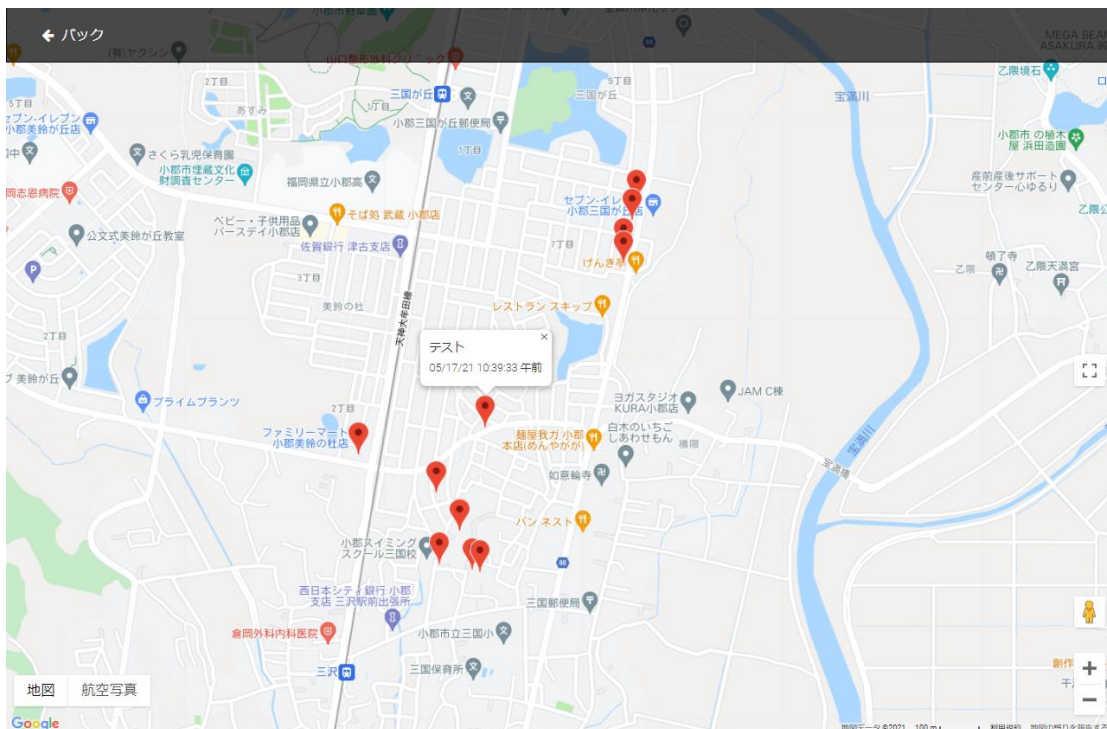 バック
MEGA BEAN
ASAKURA
(有)ヤクシン
山口整形外科クリニック
乙隈境石
2丁目
5丁目
三国が丘
三国が丘
宝満川
5丁目
あすみ
1丁目
セブン-イレブン
小郡美鈴が丘店
小郡三国が丘郵便局
小郡市 の植木
屋 浜田造園
1丁目
さくら乳児保育園
小郡市埋蔵文化
財調査センター
福岡県立小郡高
産前産後サポート
センター心ゆるり
岡志恩病院
セブン-イレ
小郡三国が丘店
そば処 武蔵 小郡店
ベビー・子供用品
バースデイ小郡店
公文式美鈴が丘教室
佐賀銀行 津古支店
7丁目
げんき亭
頓了寺
乙隈
乙隈天満宮
3丁目
美鈴の杜
天神大牟田線
レストラン スキップ
2丁目
テスト
05/17/21 10:39:33 午前
美鈴が丘
プライムプランツ
2丁目
ヨガスタジオ
KURA小郡店
JAM C棟
ファミリーマート
小郡美鈴の杜店
麺屋我ガ 小郡
本店(めんやがが)
白木のいちご
しあわせもん
横隈
宝満川
宝満橋
如意輪寺
パン ネスト
小郡スイミング
スクール三国校
88
西日本シティ銀行 小郡
支店 三沢駅前出張所
三国郵便局
倉岡外科内科医院
小郡市立三国小
三沢
三国保育所
創作
地図
航空写真
Google
地図データ ©2021
100 m
利用規約
地図の誤りを報告する